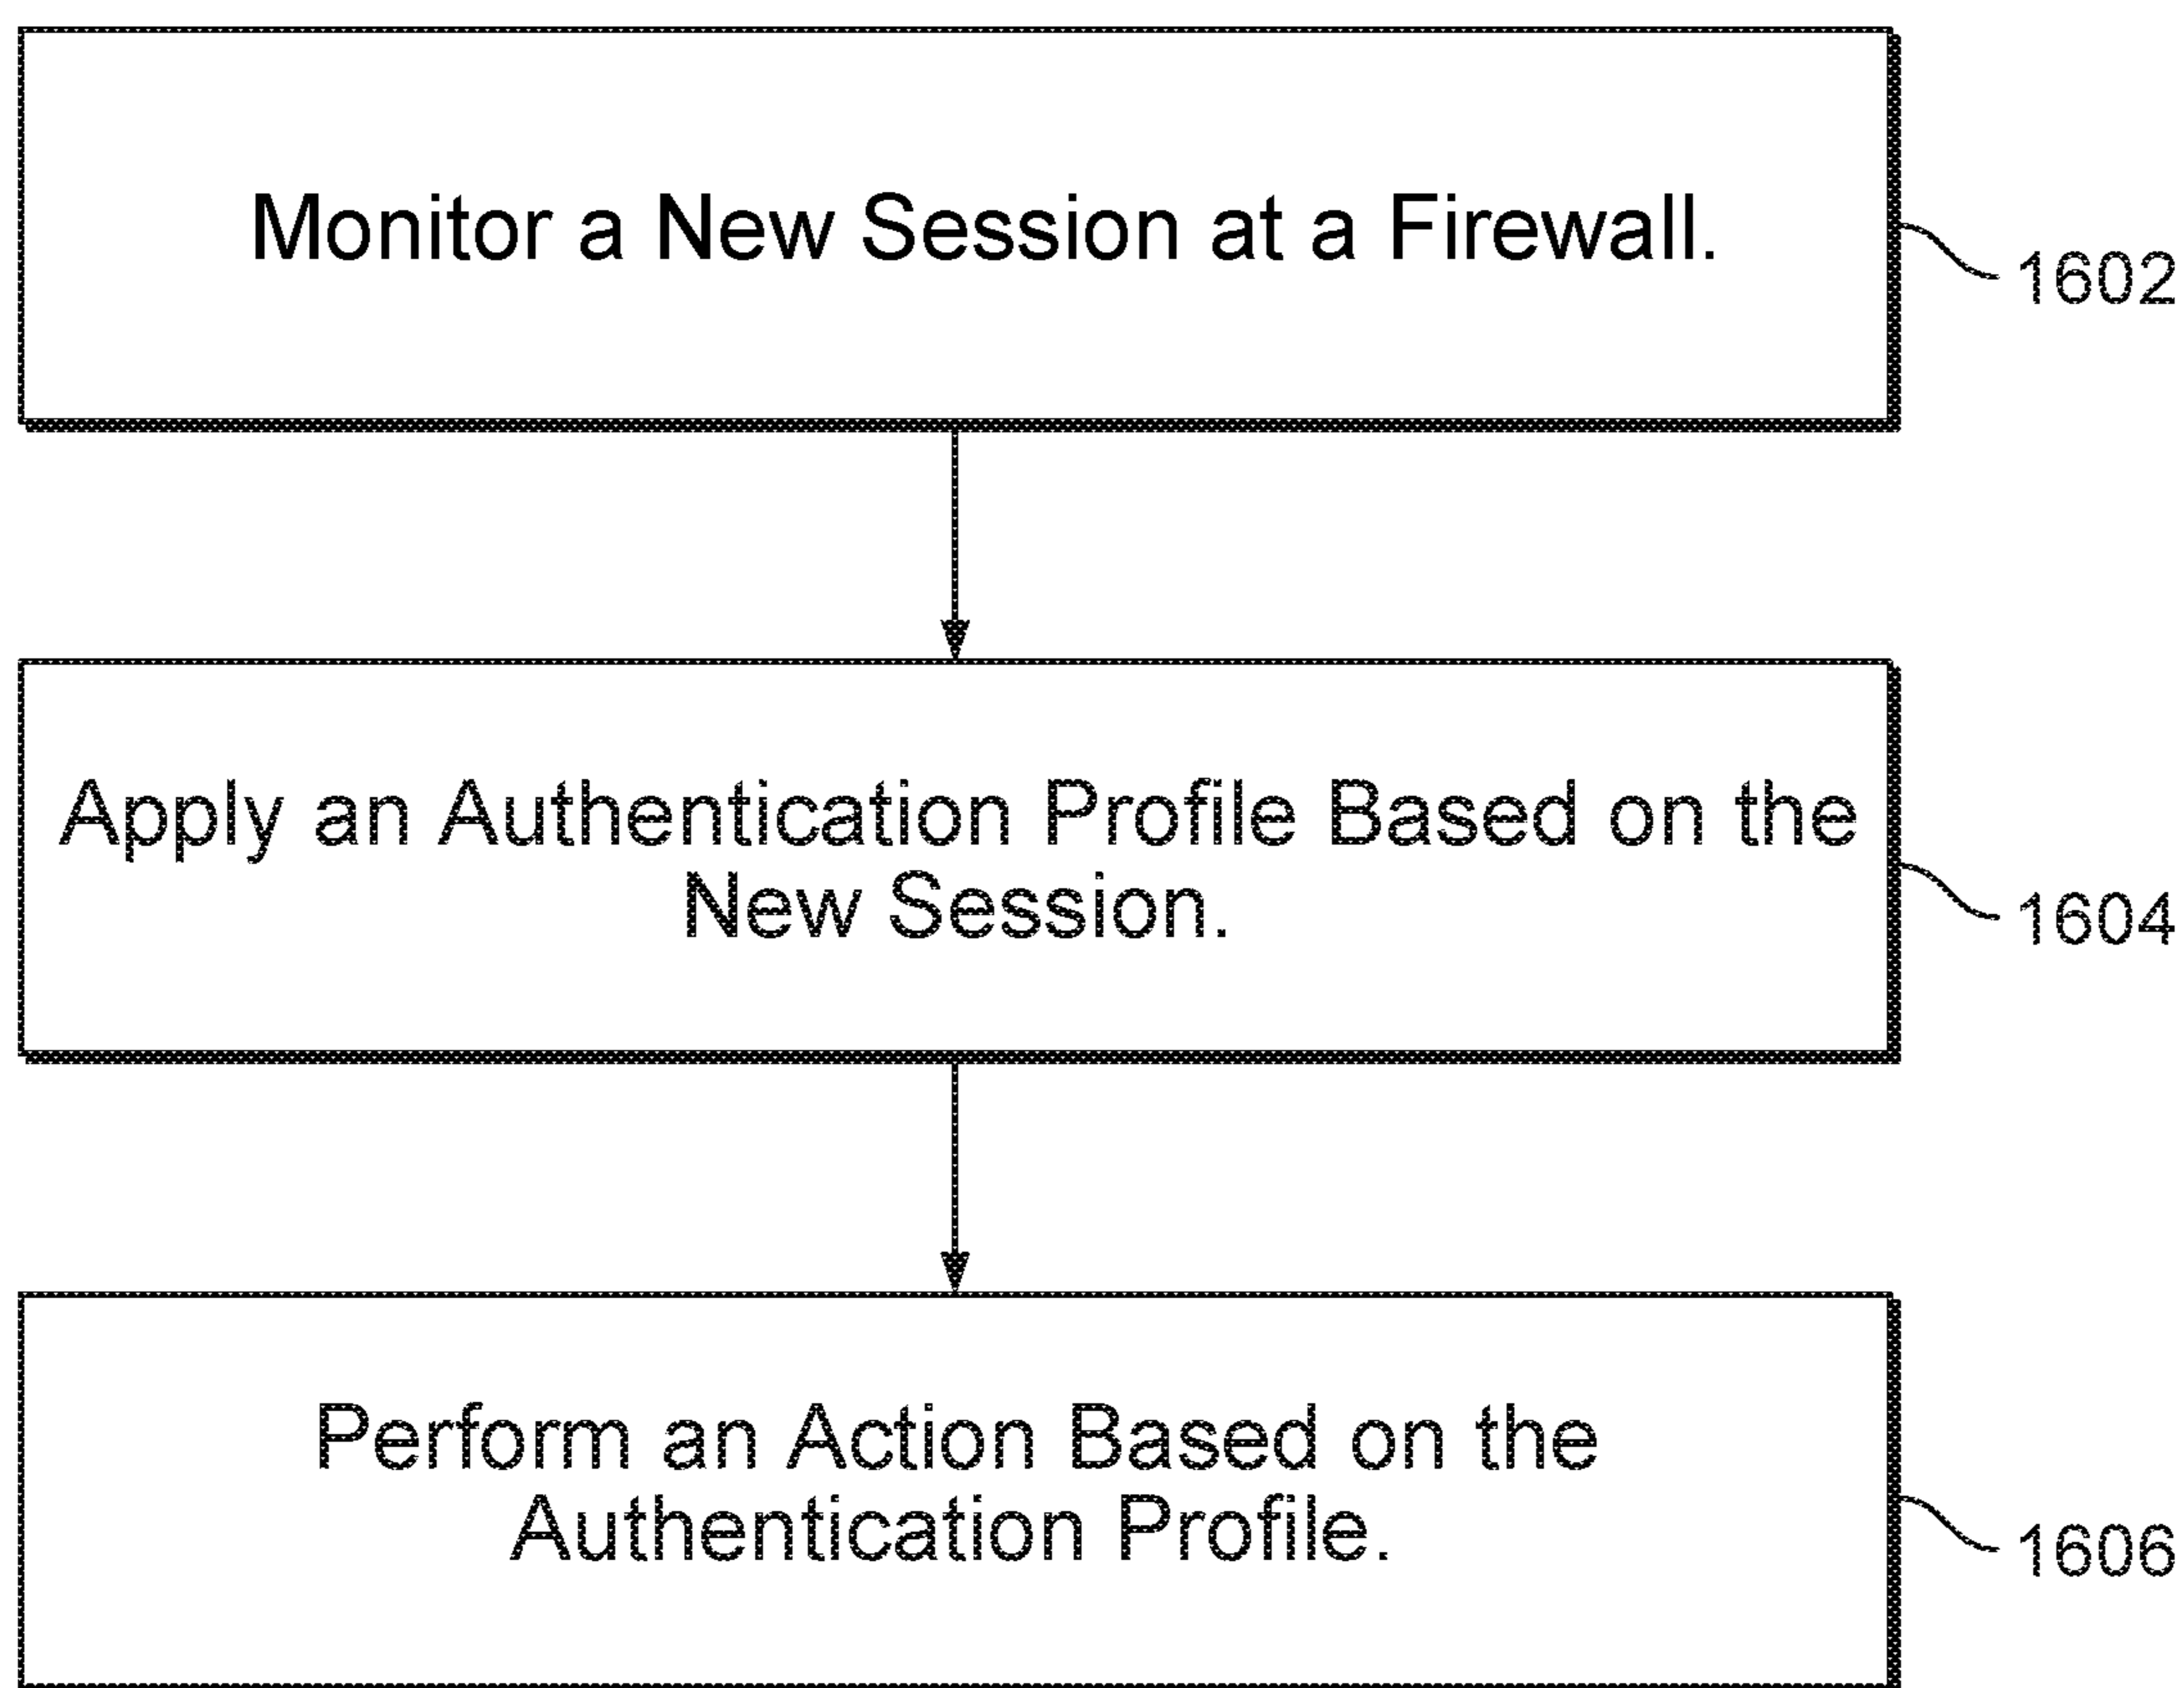 Monitor a New Session at a Firewall.
1602
Apply an Authentication Profile Based on the
New Session.
1604
Perform an Action Based on the
Authentication Profile.
1606